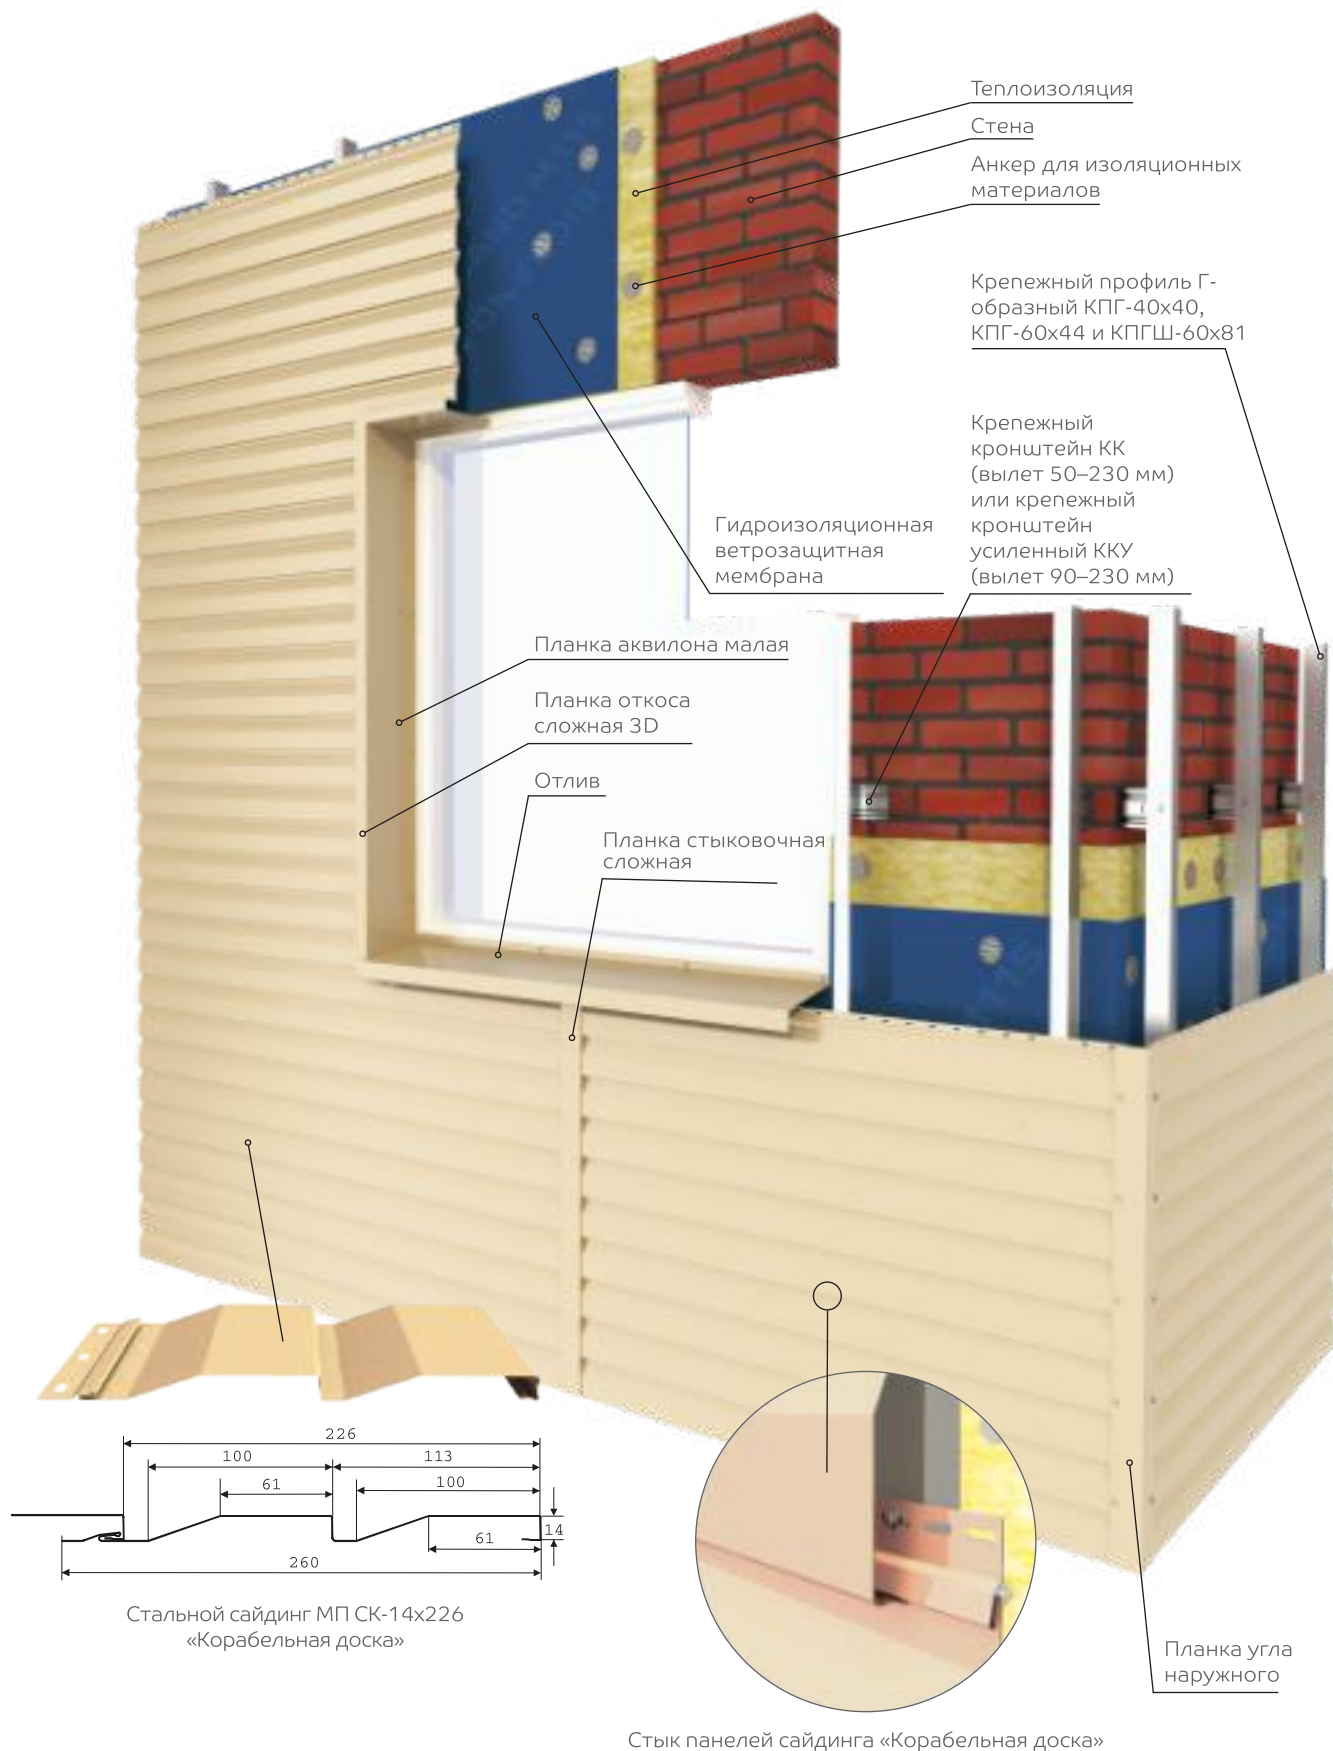 Теплоизоляция
Стена
Анкер для изоляционных
материалов
Крепежный профиль Г-
образный КПГ-40х40,
КПГ-60х44 и КПГШ-60х81
Крепежный
кронштейн КК
(вылет 50–230 мм)
или крепежный
кронштейн
усиленный ККУ
(вылет 90–230 мм)
Гидроизоляционная
ветрозащитная
мембрана
Планка аквилона малая
Планка откоса
сложная 3D
Отлив
Планка стыковочная
сложная
226
100
113
61
100
14
61
260
Стальной сайдинг МП СК-14х226
«Корабельная доска»
Планка угла
наружного
Стык панелей сайдинга «Корабельная доска»